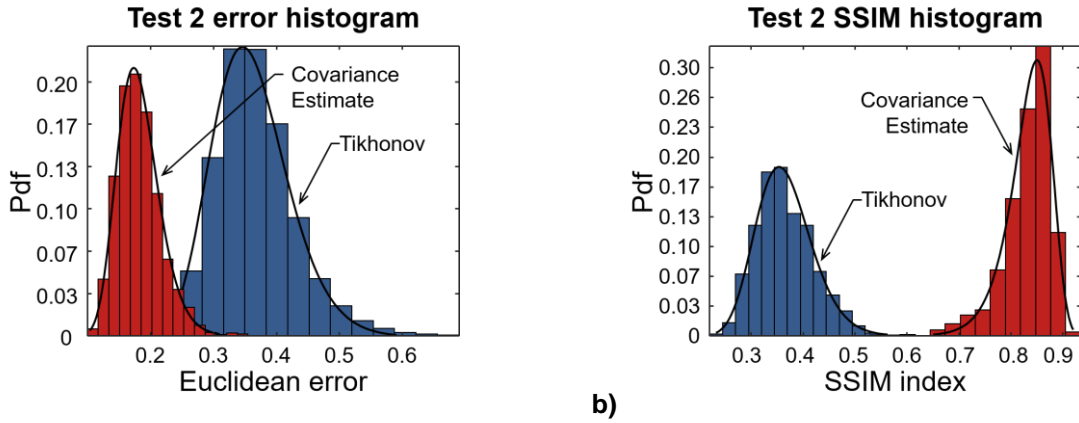 Test 2 error histogram
Pdf
0.20
0.17
0.13
0.10
0.07
0.03
0
Covariance
Estimate
Tikhonov
0.2
0.3
0.4
0.5
0.6
Euclidean error
Test 2 SSIM histogram
Pdf
0.30
0.26
0.23
0.20
0.17
0.13
0.10
0.07
0.03
0
Covariance
Estimate
Tikhonov
0.3
0.4
0.5
0.6
0.7
0.8
0.9
SSIM index
b)